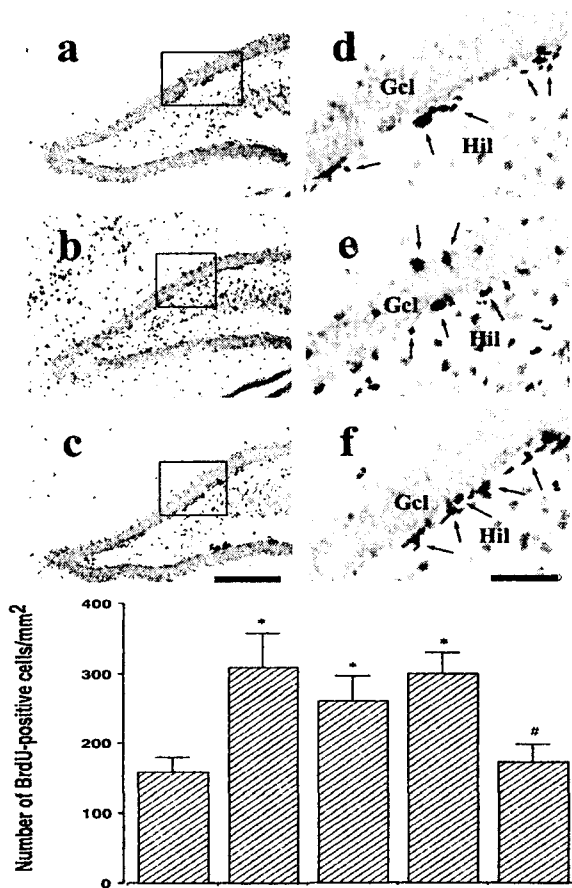 a
d
Gcl
Hil
b
e
Gcl
Hil
c
f
Gcl
Hil
Number of BrdU-positive cells/mm2
400
300
200
100
0
*
*
*
#